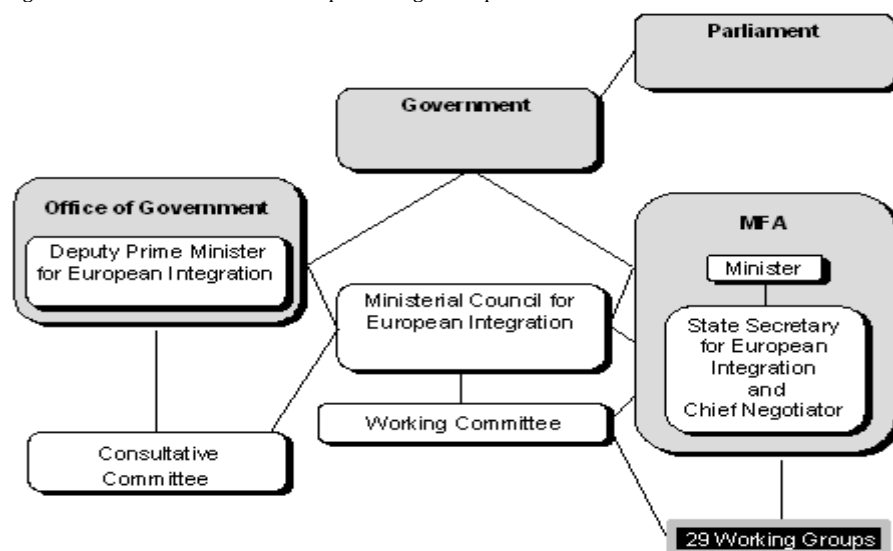 Parliament
Government
Office of Government
Deputy Prime Minister
for European Integration
MFA
Minister
Ministerial Council for
European Integration
State Secretary
for European
Integration
and
Chief Negotiator
Working Committee
Consultative
Committee
29 Working Groups